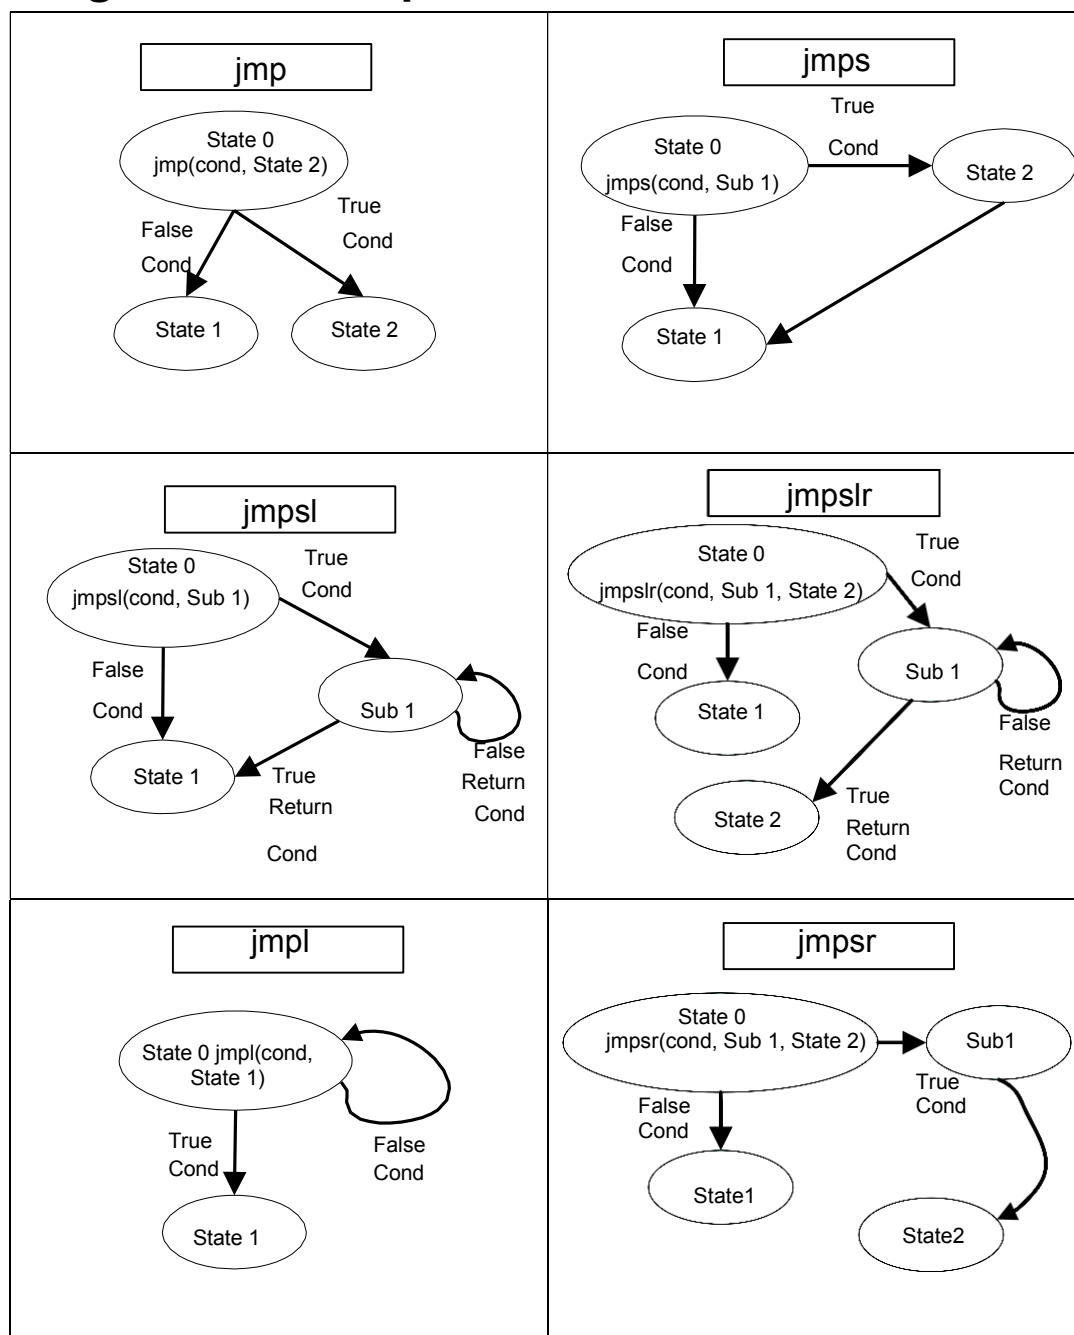 jmp
State 0
jmp(cond, State 2)
True
False
Cond
Cond
State 1
State 2
jmps
True
State 0
Cond
jmps(cond, Sub 1)
State 2
False
Cond
State 1
jmpsl
State 0
True
jmpsl(cond, Sub 1)
Cond
False
Cond
Sub 1
State 1
True
Return
Cond
False
Return
Cond
jmpslr
State 0
True
Cond
jmpslr(cond, Sub 1, State 2)
False
Cond
Sub 1
State 1
False
Return
Cond
State 2
True
Return
Cond
jmpl
State 0 jmpl(cond,
State 1)
True
Cond
False
Cond
State 1
jmpsr
State 0
jmpsr(cond, Sub 1, State 2)
Sub1
True
Cond
False
Cond
State1
State2